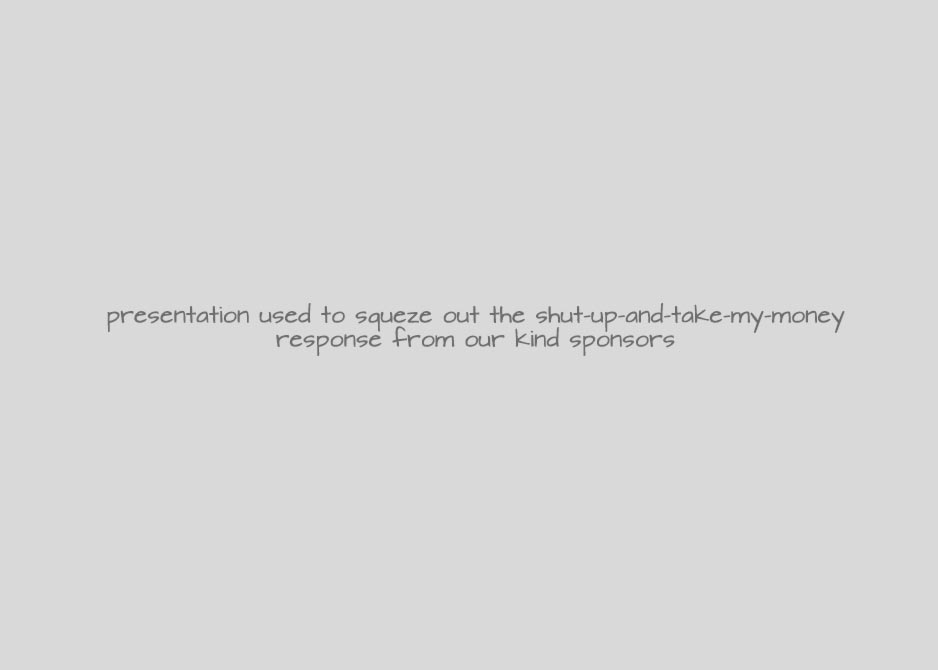 presentation used to squeze out the shut-up-and-take-my-money
response from our kind sponsors